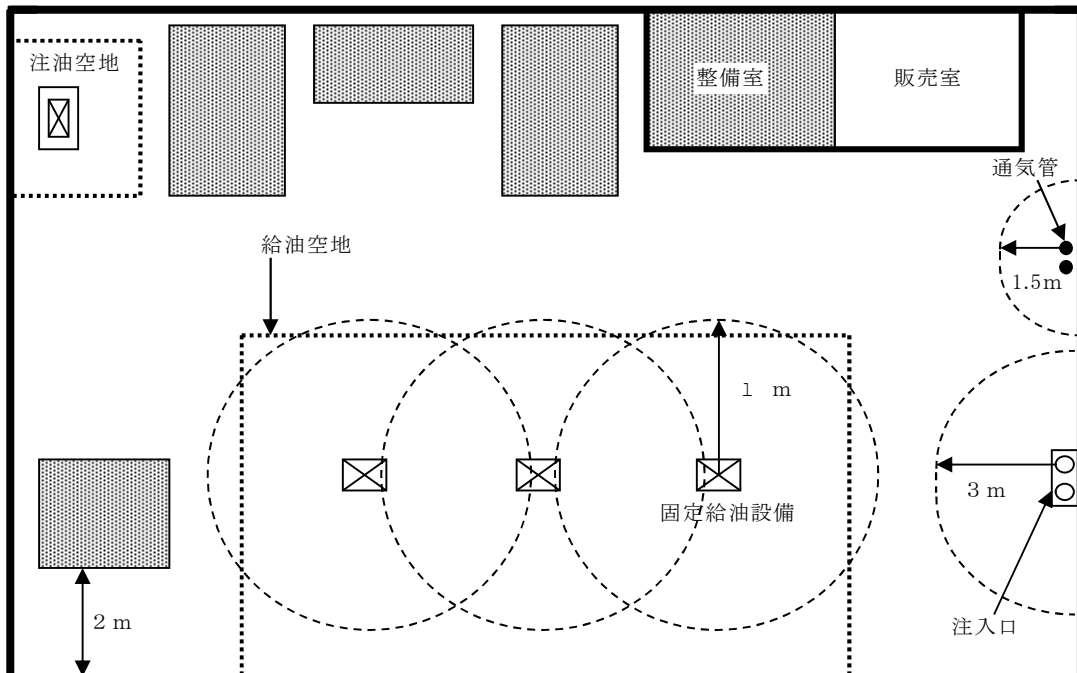 注油空地
整備室
販売室
通気管
給油空地
1.5m
1 m
3 m
固定給油設備
2 m
注入口